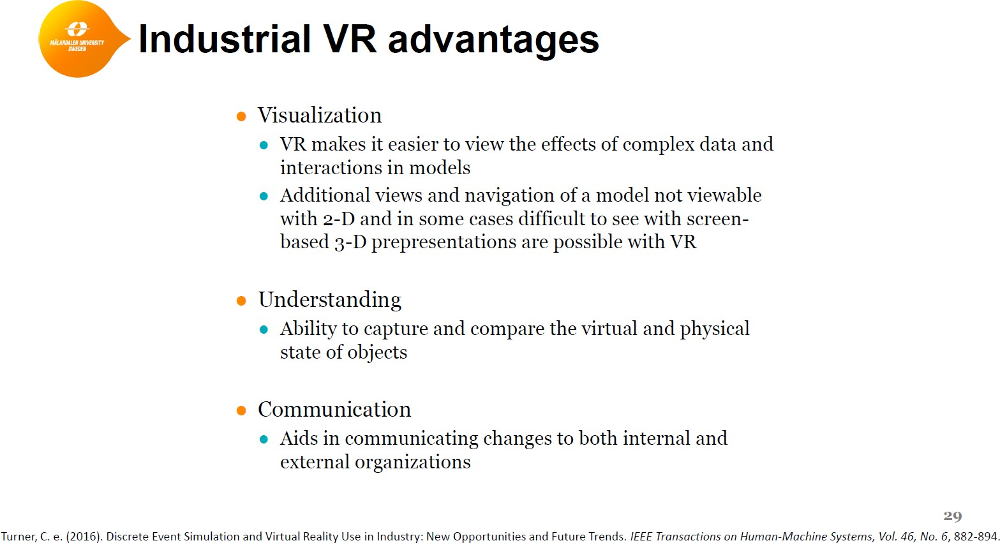 MÄLARDALEN UNIVERSITY
SWEDEN
Industrial VR advantages
Visualization
VR makes it easier to view the effects of complex data and
interactions in models
Additional views and navigation of a model not viewable
with 2-D and in some cases difficult to see with screen-
based 3-D prepresentations are possible with VR
Understanding
Ability to capture and compare the virtual and physical
state of objects
Communication
Aids in communicating changes to both internal and
external organizations
29
Turner, C. e. (2016). Discrete Event Simulation and Virtual Reality Use in Industry: New Opportunities and Future Trends. IEEE Transactions on Human-Machine Systems, Vol. 46, No. 6, 882-894.